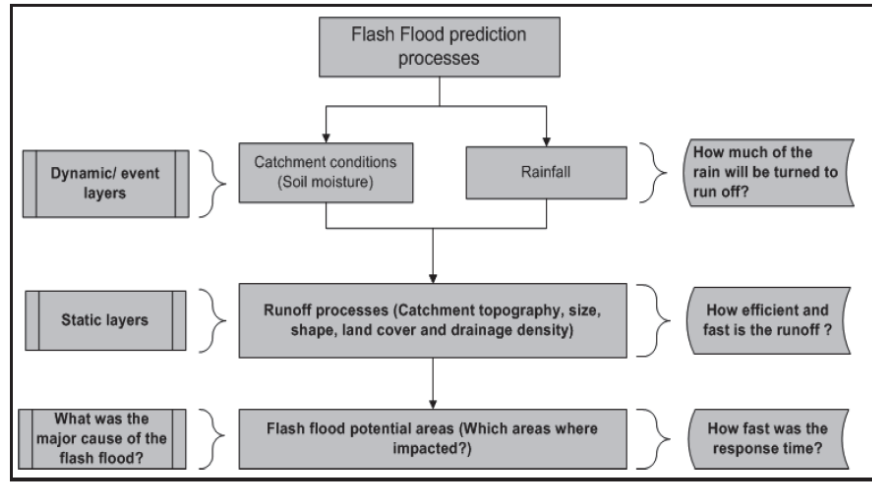 Flash Flood prediction
processes
Dynamic/ event
layers
Catchment conditions
(Soil moisture)
Rainfall
How much of the
rain will be turned to
run off?
Static layers
Runoff processes (Catchment topography, size,
shape, land cover and drainage density)
How efficient and
fast is the runoff ?
What was the
major cause of the
flash flood?
Flash flood potential areas (Which areas where
impacted?)
How fast was the
response time?